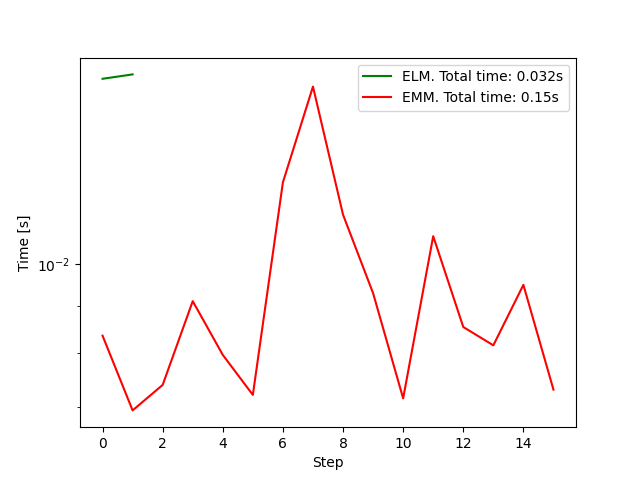 ELM. Total time: 0.032s
EMM. Total time: 0.15s
Time [s]
10⁻²
0 2 4 6 8 10 12 14
Step